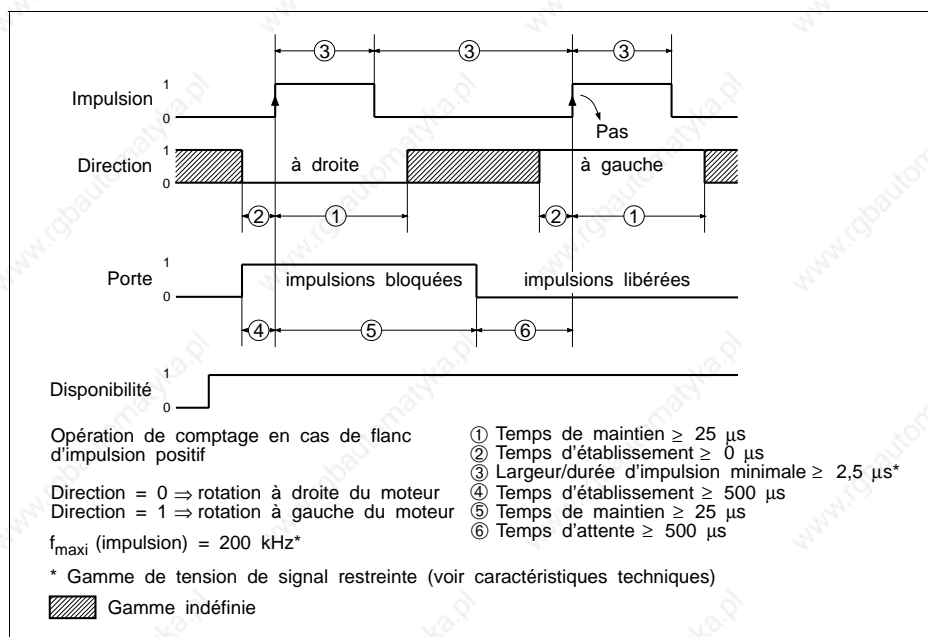 ③ ③ ③
Impulsion 1 0
Pas
Direction 1 0 à droite à gauche
② ① ② ①
Porte 1 0 impulsions bloquées impulsions libérées
④ ⑤ ⑥
Disponibilité 1 0
Opération de comptage en cas de flanc
d'impulsion positif
Direction = 0 ⇒ rotation à droite du moteur
Direction = 1 ⇒ rotation à gauche du moteur
fmaxi (impulsion) = 200 kHz*
① Temps de maintien ≥ 25 μs
② Temps d'établissement ≥ 0 μs
③ Largeur/durée d'impulsion minimale ≥ 2,5 μs*
④ Temps d'établissement ≥ 500 μs
⑤ Temps de maintien ≥ 25 μs
⑥ Temps d'attente ≥ 500 μs
* Gamme de tension de signal restreinte (voir caractéristiques techniques)
Gamme indéfinie
www.rgbautomatyka.pl